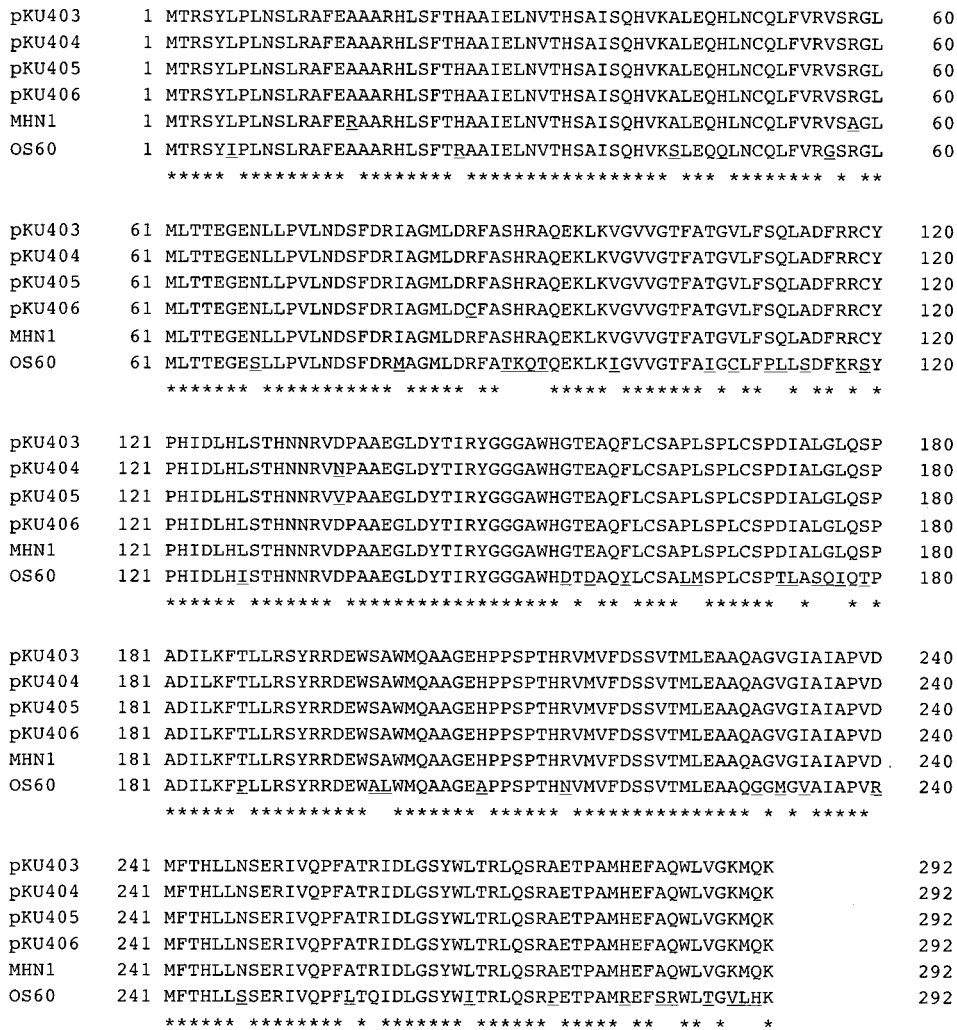 pKU403 1 MTRSYLPLNSLRAFEAAARHLSFTHAAIELNVTHSAISQHVKALEQHLNCQLFVRVSRGL 60
pKU404 1 MTRSYLPLNSLRAFEAAARHLSFTHAAIELNVTHSAISQHVKALEQHLNCQLFVRVSRGL 60
pKU405 1 MTRSYLPLNSLRAFEAAARHLSFTHAAIELNVTHSAISQHVKALEQHLNCQLFVRVSRGL 60
pKU406 1 MTRSYLPLNSLRAFEAAARHLSFTHAAIELNVTHSAISQHVKALEQHLNCQLFVRVSRGL 60
MHN1 1 MTRSYLPLNSLRAFERAARHLSFTHAAIELNVTHSAISQHVKALEQHLNCQLFVRVSAGL 60
OS60 1 MTRSYIPLNSLRAFEAAARHLSFTRAAIELNVTHSAISQHVKSLEQQLNCQLFVRGSRGL 60
***** ********* ******** ***************** *** ******** * **
pKU403 61 MLTTEGENLLPVLNDSFDRIAGMLDRFASHRAQEKLKVGVVGTFATGVLFSQLADFRRCY 120
pKU404 61 MLTTEGENLLPVLNDSFDRIAGMLDRFASHRAQEKLKVGVVGTFATGVLFSQLADFRRCY 120
pKU405 61 MLTTEGENLLPVLNDSFDRIAGMLDRFASHRAQEKLKVGVVGTFATGVLFSQLADFRRCY 120
pKU406 61 MLTTEGENLLPVLNDSFDRIAGMLDCFASHRAQEKLKVGVVGTFATGVLFSQLADFRRCY 120
MHN1 61 MLTTEGENLLPVLNDSFDRIAGMLDRFASHRAQEKLKVGVVGTFATGVLFSQLADFRRCY 120
OS60 61 MLTTEGESLLPVLNDSFDRMAGMLDRFATKQTQEKLKIGVVGTFAIGCLFPLLSDFKRSY 120
******* *********** ***** **    ***** ******* * **  * ** * *
pKU403 121 PHIDLHLSTHNNRVDPAAEGLDYTIRYGGGAWHGTEAQFLCSAPLSPLCSPDIALGLQSP 180
pKU404 121 PHIDLHLSTHNNRVNPAAEGLDYTIRYGGGAWHGTEAQFLCSAPLSPLCSPDIALGLQSP 180
pKU405 121 PHIDLHLSTHNNRVVPAAEGLDYTIRYGGGAWHGTEAQFLCSAPLSPLCSPDIALGLQSP 180
pKU406 121 PHIDLHLSTHNNRVDPAAEGLDYTIRYGGGAWHGTEAQFLCSAPLSPLCSPDIALGLQSP 180
MHN1 121 PHIDLHLSTHNNRVDPAAEGLDYTIRYGGGAWHGTEAQFLCSAPLSPLCSPDIALGLQSP 180
OS60 121 PHIDLHISTHNNRVDPAAEGLDYTIRYGGGAWHDTDAQYLCSALMSPLCSPTLASQIQTP 180
****** ******* ****************** * ** ****  ******  *   * *
pKU403 181 ADILKFTLLRSYRRDEWSAWMQAAGEHPPSPTHRVMVFDSSVTMLEAAQAGVGIAIAPVD 240
pKU404 181 ADILKFTLLRSYRRDEWSAWMQAAGEHPPSPTHRVMVFDSSVTMLEAAQAGVGIAIAPVD 240
pKU405 181 ADILKFTLLRSYRRDEWSAWMQAAGEHPPSPTHRVMVFDSSVTMLEAAQAGVGIAIAPVD 240
pKU406 181 ADILKFTLLRSYRRDEWSAWMQAAGEHPPSPTHRVMVFDSSVTMLEAAQAGVGIAIAPVD 240
MHN1 181 ADILKFTLLRSYRRDEWSAWMQAAGEHPPSPTHRVMVFDSSVTMLEAAQAGVGIAIAPVD 240
OS60 181 ADILKFPLLRSYRRDEWALWMQAAGEAPPSPTHNVMVFDSSVTMLEAAQGGMGVAIAPVR 240
****** **********  ******* ****** *************** * * *****
pKU403 241 MFTHLLNSERIVQPFATRIDLGSYWLTRLQSRAETPAMHEFAQWLVGKMQK 292
pKU404 241 MFTHLLNSERIVQPFATRIDLGSYWLTRLQSRAETPAMHEFAQWLVGKMQK 292
pKU405 241 MFTHLLNSERIVQPFATRIDLGSYWLTRLQSRAETPAMHEFAQWLVGKMQK 292
pKU406 241 MFTHLLNSERIVQPFATRIDLGSYWLTRLQSRAETPAMHEFAQWLVGKMQK 292
MHN1 241 MFTHLLNSERIVQPFATRIDLGSYWLTRLQSRAETPAMHEFAQWLVGKMQK 292
OS60 241 MFTHLLSSERIVQPFLTQIDLGSYWITRLQSRPETPAMREFSRWLTGVLHK 292
****** ******** * ******* ****** ***** **  ** *   *